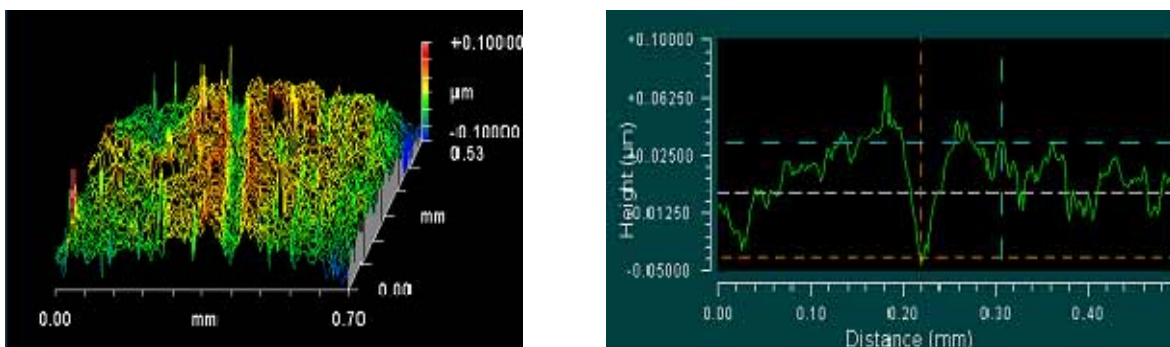 +0.10000
µm
-0.10000
0.53
mm
0.00
0.00 mm 0.70
+0.10000
+0.06250
+0.02500
+0.01250
-0.05000
Height (µm)
0.00 0.10 0.20 0.30 0.40
Distance (mm)